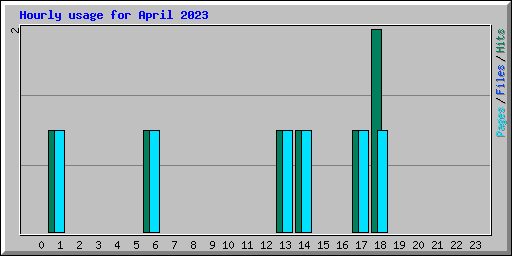 Hourly usage for April 2023
2
Pages/Files/Hits
0 1 2 3 4 5 6 7 8 9 10 11 12 13 14 15 16 17 18 19 20 21 22 23